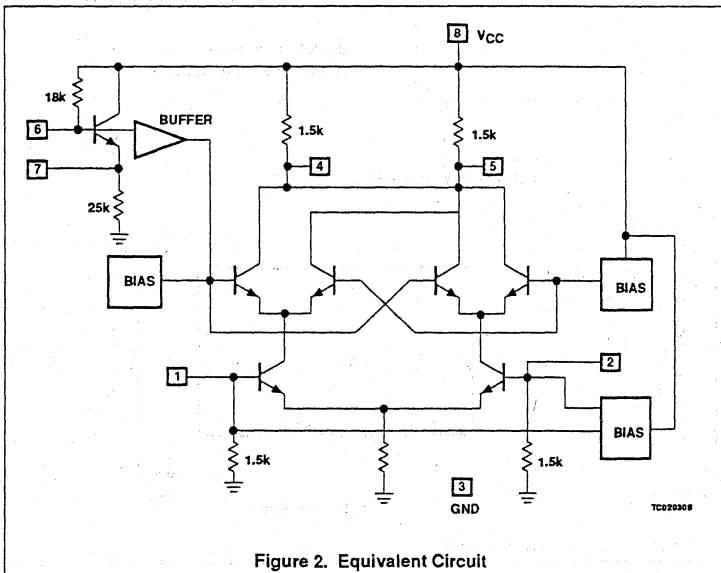 8 VCC
18k
BUFFER
1.5k
1.5k
6
4
5
7
25k
BIAS
BIAS
1
2
BIAS
1.5k
1.5k
3
GND
TC02030S
Figure 2. Equivalent Circuit